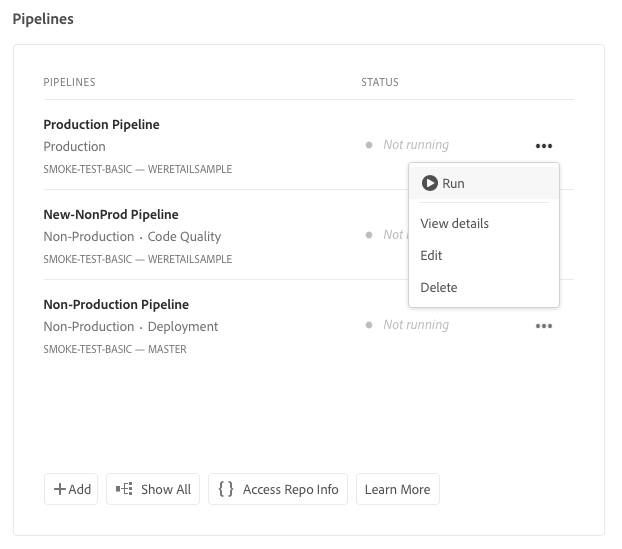 Pipelines
PIPELINES STATUS
Production Pipeline
Production Not running
SMOKE-TEST-BASIC — WERETAILSAMPLE
Run
New-NonProd Pipeline
View details
Non-Production · Code Quality Not
SMOKE-TEST-BASIC — WERETAILSAMPLE
Edit
Delete
Non-Production Pipeline
Non-Production · Deployment Not running
SMOKE-TEST-BASIC — MASTER
Add Show All Access Repo Info Learn More